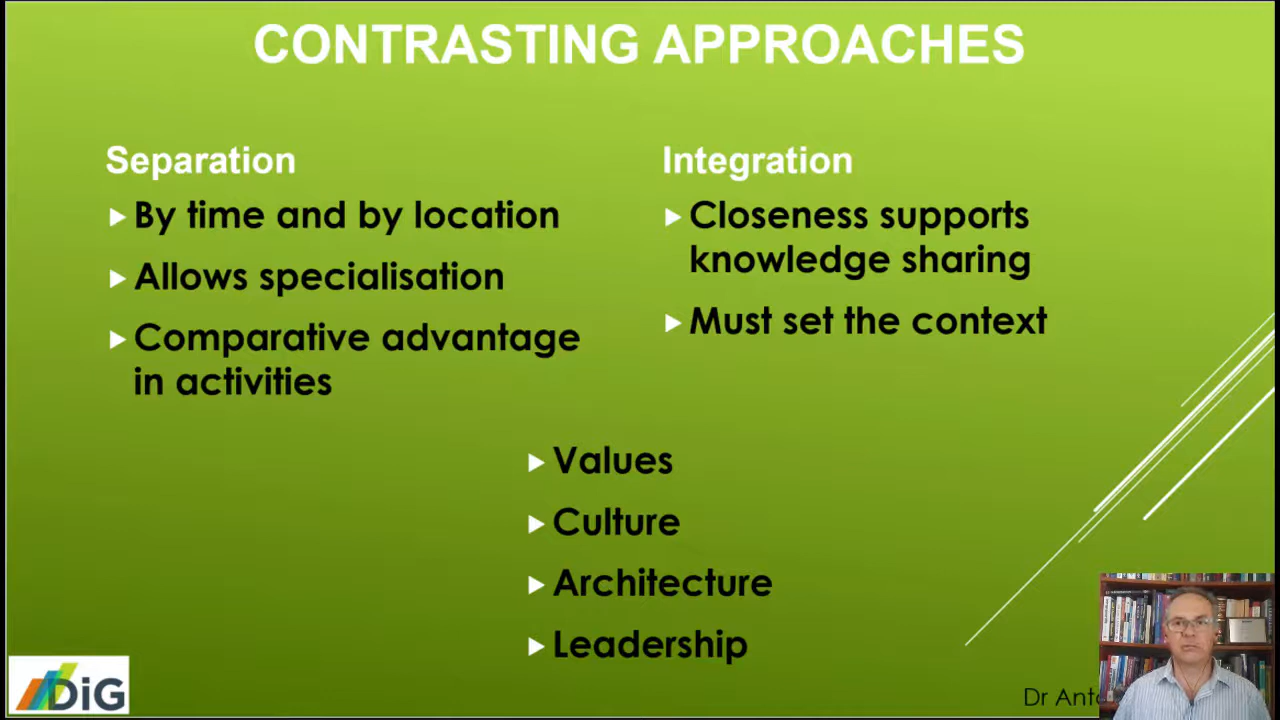 CONTRASTING APPROACHES
Separation
By time and by location
Allows specialisation
Comparative advantage
in activities
Integration
Closeness supports
knowledge sharing
Must set the context
Values
Culture
Architecture
Leadership
DiG
Dr